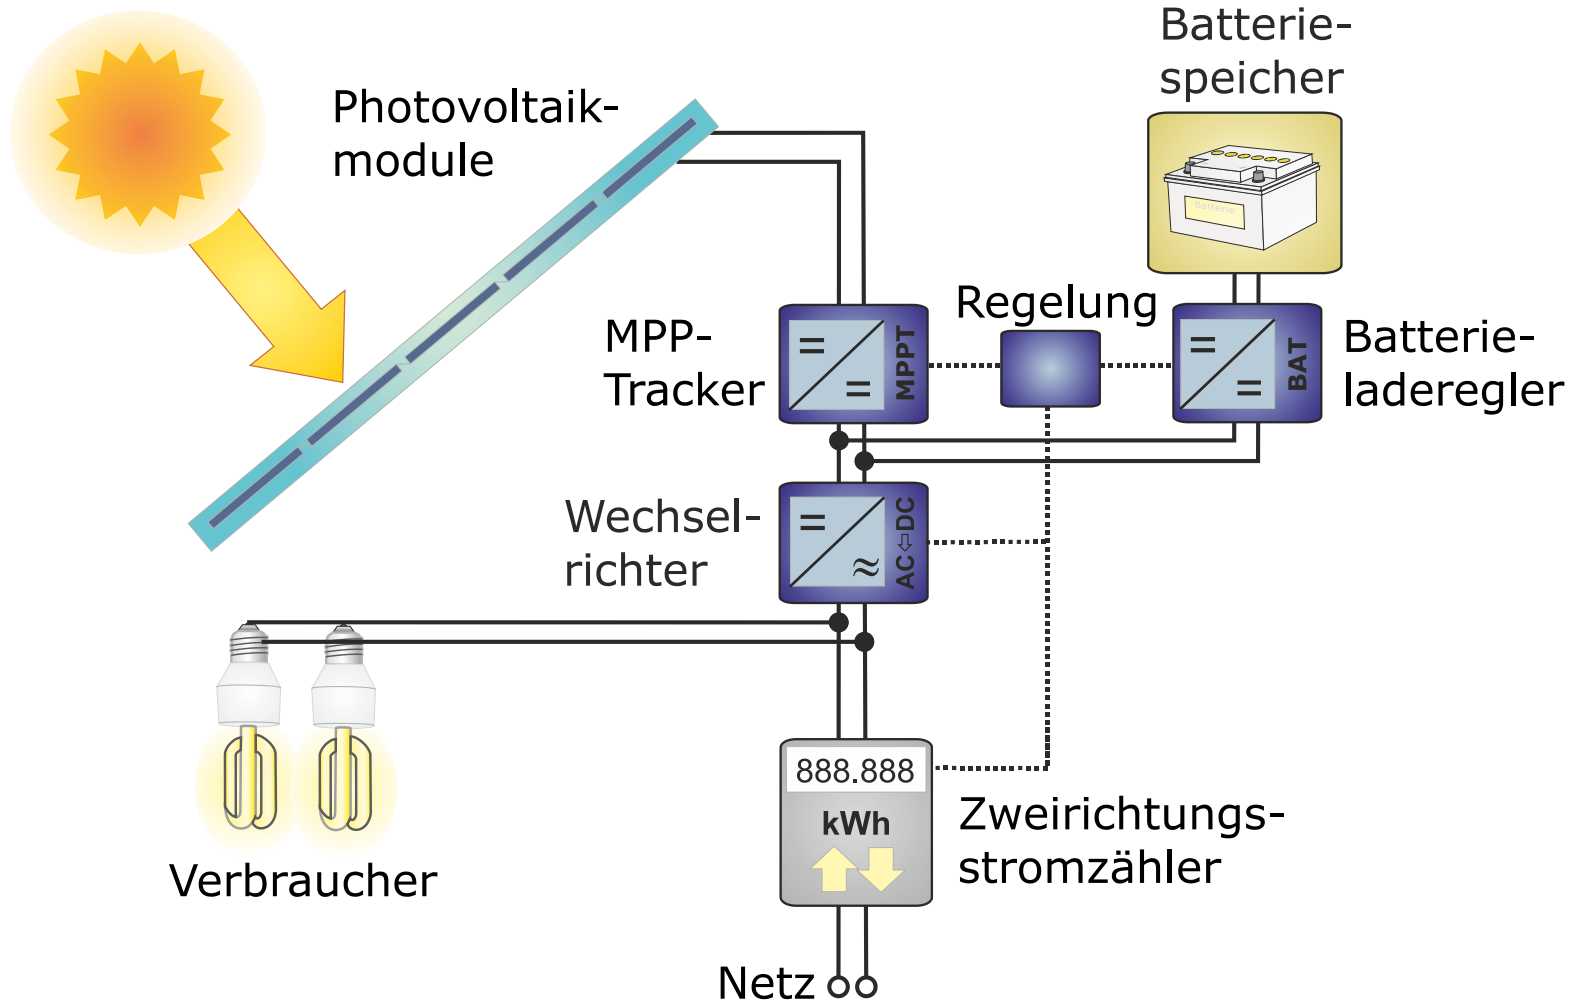 Batterie-
speicher
Photovoltaik-
module
Batterie
Regelung
MPP-
Tracker
MPPT
BAT
Batterie-
laderegler
Wechsel-
richter
AC⇨DC
888.888
kWh
Zweirichtungs-
stromzähler
Verbraucher
Netz